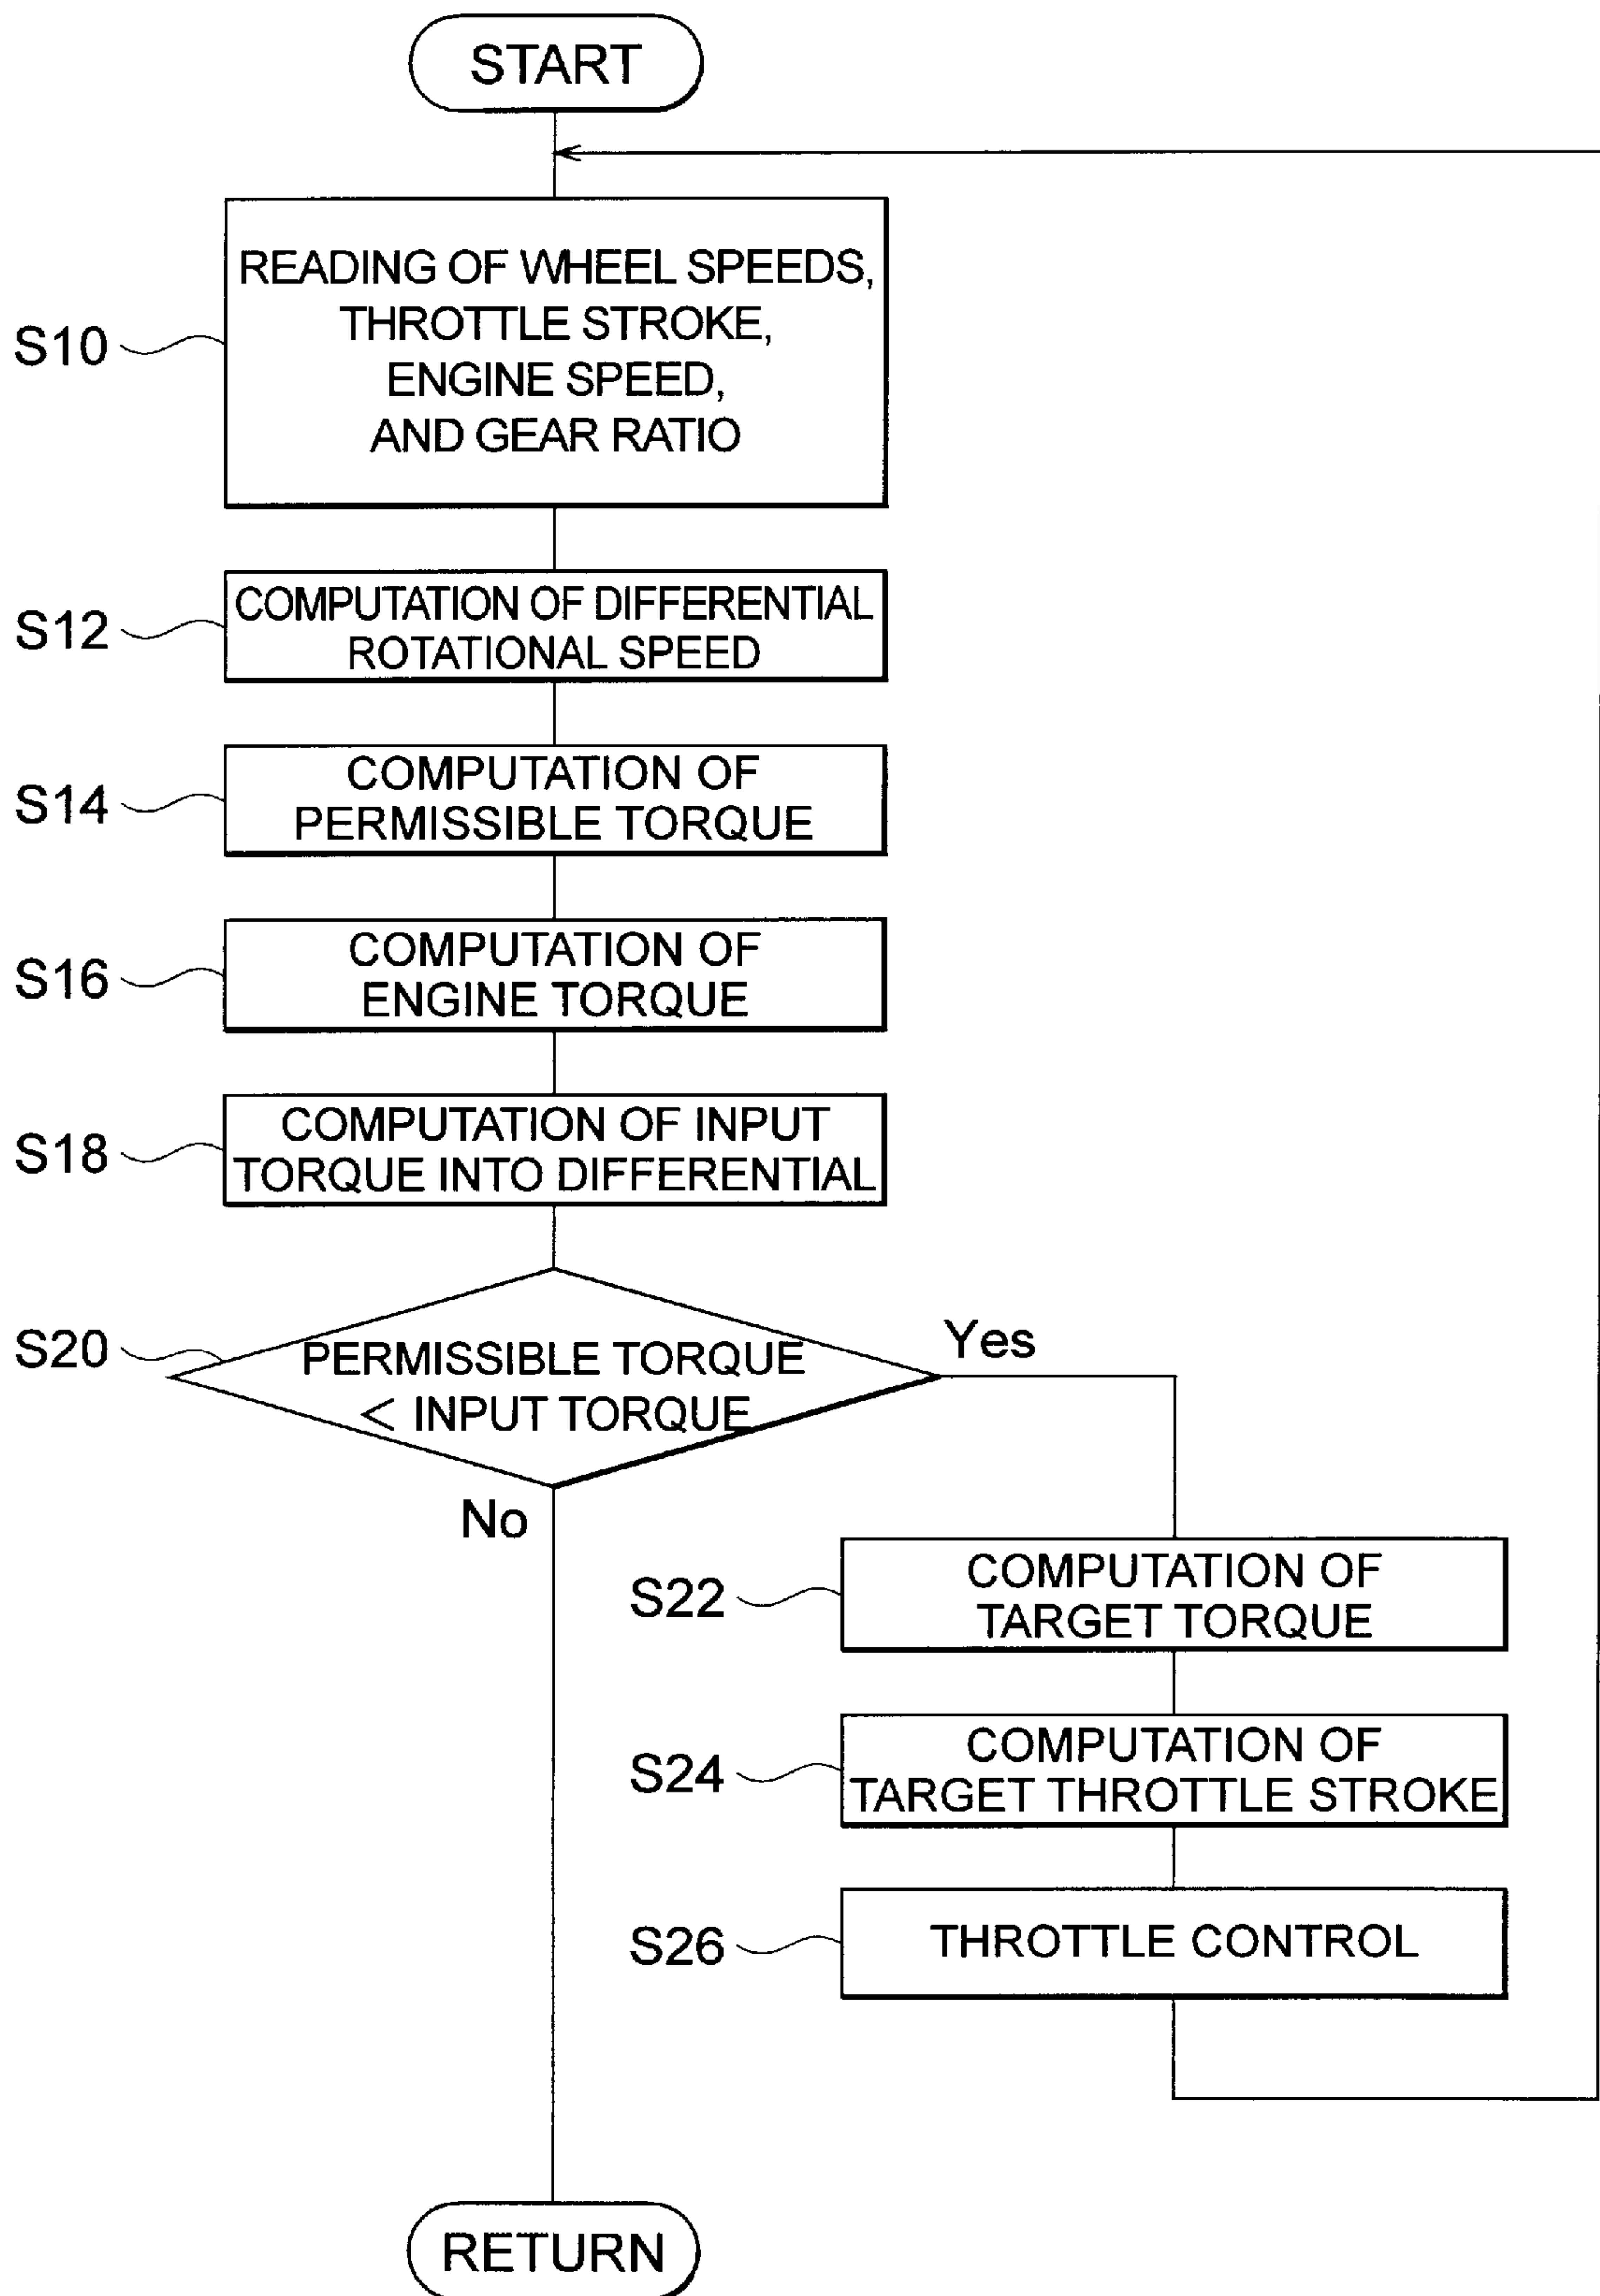 START
S10
READING OF WHEEL SPEEDS,
THROTTLE STROKE,
ENGINE SPEED,
AND GEAR RATIO
S12
COMPUTATION OF DIFFERENTIAL
ROTATIONAL SPEED
S14
COMPUTATION OF
PERMISSIBLE TORQUE
S16
COMPUTATION OF
ENGINE TORQUE
S18
COMPUTATION OF INPUT
TORQUE INTO DIFFERENTIAL
S20
PERMISSIBLE TORQUE
< INPUT TORQUE
Yes
No
S22
COMPUTATION OF
TARGET TORQUE
S24
COMPUTATION OF
TARGET THROTTLE STROKE
S26
THROTTLE CONTROL
RETURN